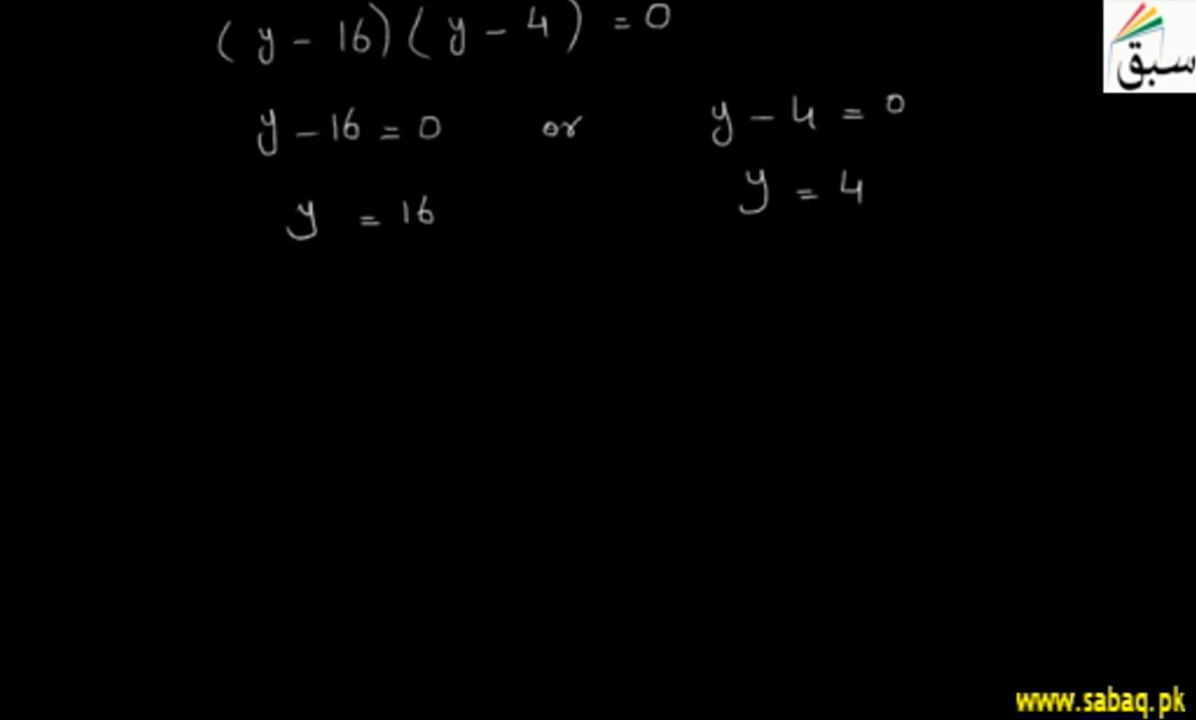 (y - 16)(y - 4) = 0
y - 16 = 0 or y - 4 = 0
y = 16 y = 4
سبق
www.sabaq.pk